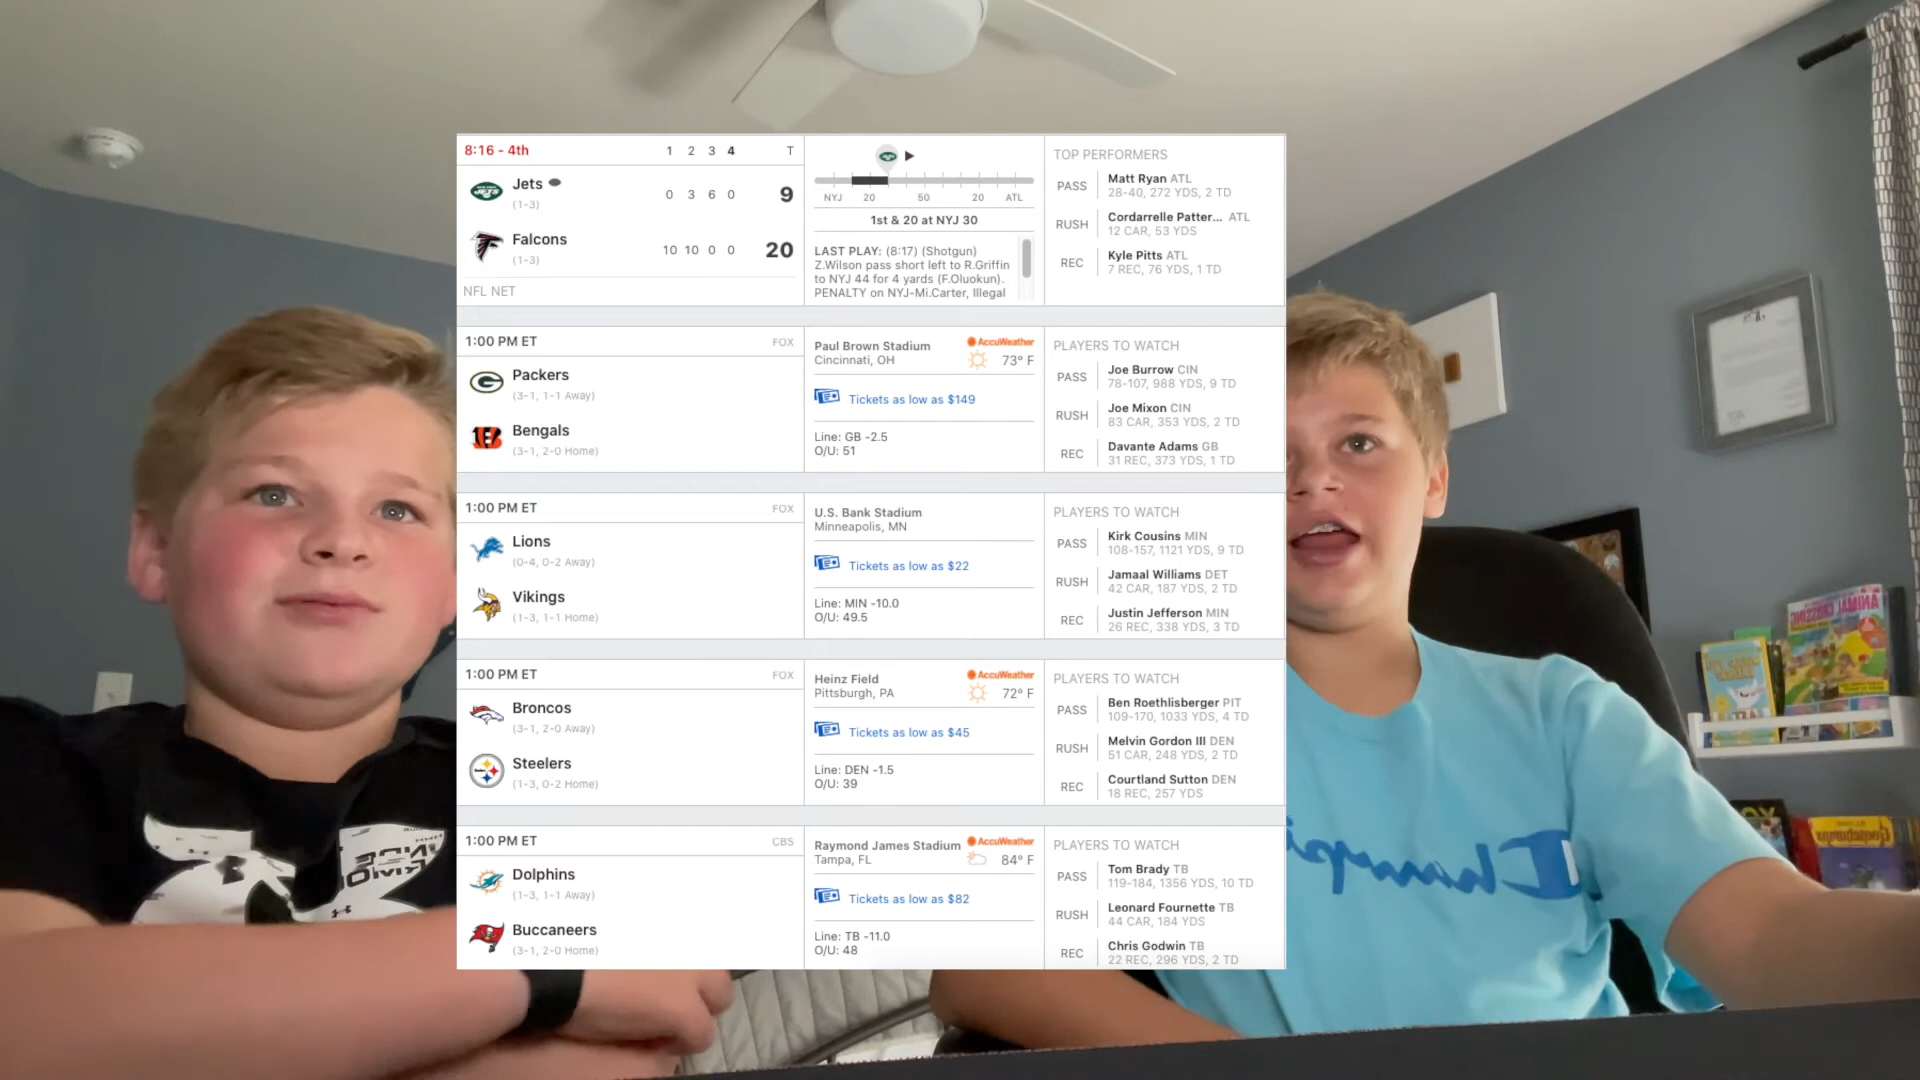 8:16 - 4th 1 2 3 4 T
Jets 0 3 6 0 9
(1-3)
Falcons 10 10 0 0 20
(1-3)
NFL NET
NYJ 20 50 20 ATL
1st & 20 at NYJ 30
LAST PLAY: (8:17) (Shotgun)
Z.Wilson pass short left to R.Griffin
to NYJ 44 for 4 yards (F.Oluokun).
PENALTY on NYJ-Mi.Carter, Illegal
TOP PERFORMERS
PASS Matt Ryan ATL
28-40, 272 YDS, 2 TD
RUSH Cordarrelle Patter... ATL
12 CAR, 53 YDS
REC Kyle Pitts ATL
7 REC, 76 YDS, 1 TD
1:00 PM ET FOX
Packers
(3-1, 1-1 Away)
Bengals
(3-1, 2-0 Home)
Paul Brown Stadium AccuWeather
Cincinnati, OH 73° F
Tickets as low as $149
Line: GB -2.5
O/U: 51
PLAYERS TO WATCH
PASS Joe Burrow CIN
78-107, 988 YDS, 9 TD
RUSH Joe Mixon CIN
83 CAR, 353 YDS, 2 TD
REC Davante Adams GB
31 REC, 373 YDS, 1 TD
1:00 PM ET FOX
Lions
(0-4, 0-2 Away)
Vikings
(1-3, 1-1 Home)
U.S. Bank Stadium
Minneapolis, MN
Tickets as low as $22
Line: MIN -10.0
O/U: 49.5
PLAYERS TO WATCH
PASS Kirk Cousins MIN
108-157, 1121 YDS, 9 TD
RUSH Jamaal Williams DET
42 CAR, 187 YDS, 2 TD
REC Justin Jefferson MIN
26 REC, 338 YDS, 3 TD
1:00 PM ET FOX
Broncos
(3-1, 2-0 Away)
Steelers
(1-3, 0-2 Home)
Heinz Field AccuWeather
Pittsburgh, PA 72° F
Tickets as low as $45
Line: DEN -1.5
O/U: 39
PLAYERS TO WATCH
PASS Ben Roethlisberger PIT
109-170, 1033 YDS, 4 TD
RUSH Melvin Gordon III DEN
51 CAR, 248 YDS, 2 TD
REC Courtland Sutton DEN
18 REC, 257 YDS
1:00 PM ET CBS
Dolphins
(1-3, 1-1 Away)
Buccaneers
(3-1, 2-0 Home)
Raymond James Stadium AccuWeather
Tampa, FL 84° F
Tickets as low as $82
Line: TB -11.0
O/U: 48
PLAYERS TO WATCH
PASS Tom Brady TB
119-184, 1356 YDS, 10 TD
RUSH Leonard Fournette TB
44 CAR, 184 YDS
REC Chris Godwin TB
22 REC, 296 YDS, 2 TD
ANIMAL CROSSING
Goosebumps
Champi